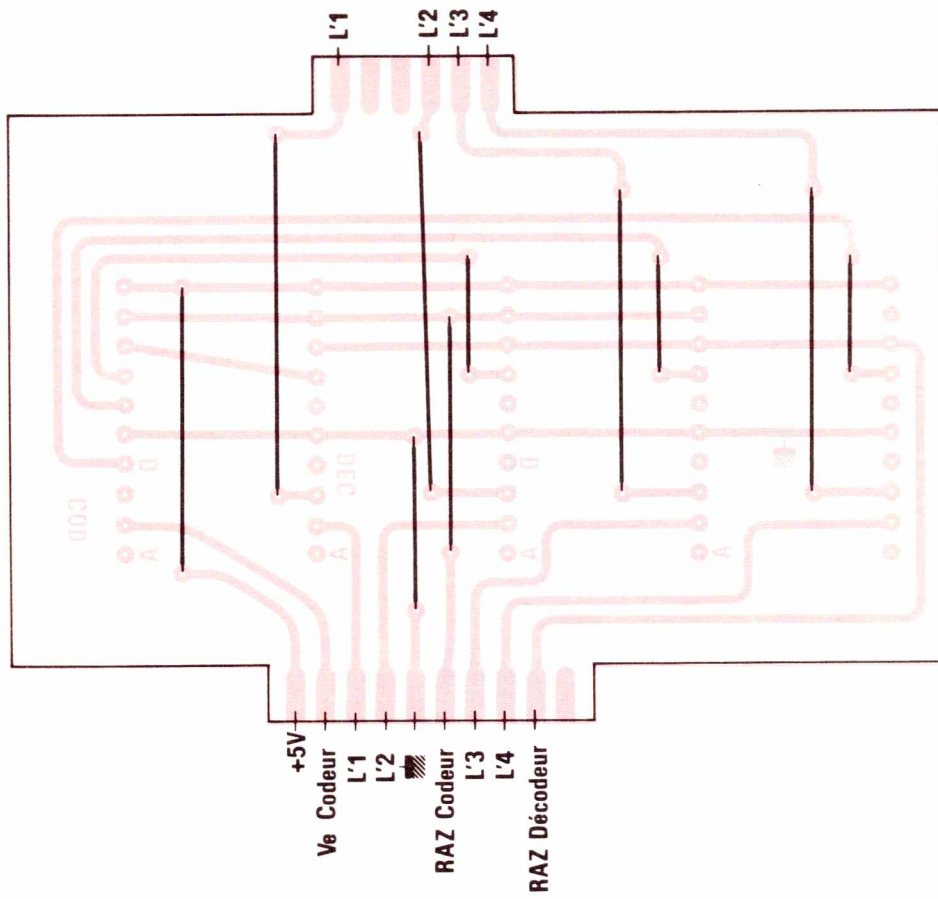 L'1
L'2
L'3
L'4
COD
D
A
DEC
A
D
A
A
+5V
Ve Codeur
L'1
L'2
RAZ Codeur
L'3
L'4
RAZ Décodeur